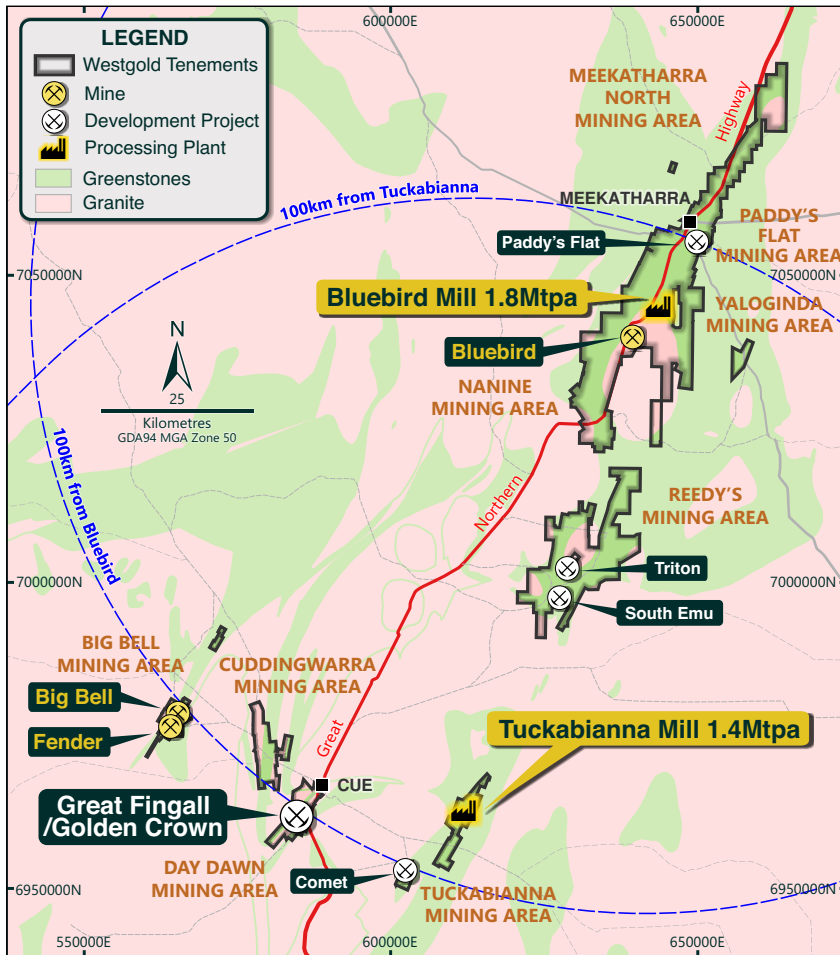 600000E
650000E
LEGEND
Westgold Tenements
Mine
Development Project
Processing Plant
Greenstones
Granite
MEEKATHARRA
NORTH
MINING AREA
Highway
100km from Tuckabianna
MEEKATHARRA
Paddy's Flat
PADDY'S
FLAT
MINING AREA
7050000N
7050000N
Bluebird Mill 1.8Mtpa
YALOGINDA
MINING AREA
Bluebird
N
25
Kilometres
GDA94 MGA Zone 50
NANINE
MINING AREA
100km from Bluebird
Northern
REEDY'S
MINING AREA
Triton
7000000N
7000000N
South Emu
BIG BELL
MINING AREA
CUDDINGWARRA
MINING AREA
Big Bell
Fender
Great
Tuckabianna Mill 1.4Mtpa
CUE
Great Fingall
/Golden Crown
DAY DAWN
MINING AREA
Comet
TUCKABIANNA
MINING AREA
6950000N
6950000N
550000E
600000E
650000E